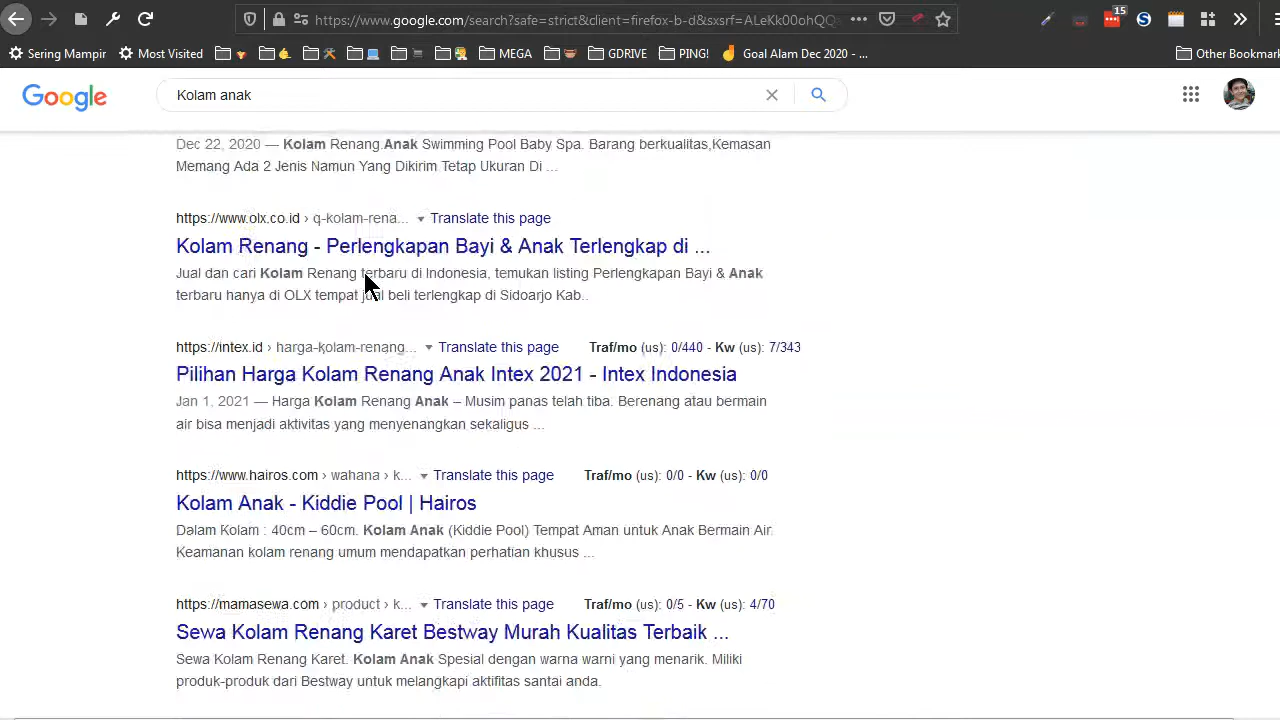 https://www.google.com/search?safe=strict&client=firefox-b-d&sxsrf=ALeKk00ohQQ
15
Sering Mampir Most Visited MEGA GDRIVE PING! Goal Alam Dec 2020 - ... Other Bookmar
Google Kolam anak
Dec 22, 2020 — Kolam Renang.Anak Swimming Pool Baby Spa. Barang berkualitas,Kemasan
Memang Ada 2 Jenis Namun Yang Dikirim Tetap Ukuran Di ...
https://www.olx.co.id › q-kolam-rena... Translate this page
Kolam Renang - Perlengkapan Bayi & Anak Terlengkap di ...
Jual dan cari Kolam Renang terbaru di Indonesia, temukan listing Perlengkapan Bayi & Anak
terbaru hanya di OLX tempat jual beli terlengkap di Sidoarjo Kab..
https://intex.id › harga-kolam-renang... Translate this page Traf/mo (us): 0/440 - Kw (us): 7/343
Pilihan Harga Kolam Renang Anak Intex 2021 - Intex Indonesia
Jan 1, 2021 — Harga Kolam Renang Anak – Musim panas telah tiba. Berenang atau bermain
air bisa menjadi aktivitas yang menyenangkan sekaligus ...
https://www.hairos.com › wahana › k... Translate this page Traf/mo (us): 0/0 - Kw (us): 0/0
Kolam Anak - Kiddie Pool | Hairos
Dalam Kolam : 40cm – 60cm. Kolam Anak (Kiddie Pool) Tempat Aman untuk Anak Bermain Air.
Keamanan kolam renang umum mendapatkan perhatian khusus ...
https://mamasewa.com › product › k... Translate this page Traf/mo (us): 0/5 - Kw (us): 4/70
Sewa Kolam Renang Karet Bestway Murah Kualitas Terbaik ...
Sewa Kolam Renang Karet. Kolam Anak Spesial dengan warna warni yang menarik. Miliki
produk-produk dari Bestway untuk melangkapi aktifitas santai anda.